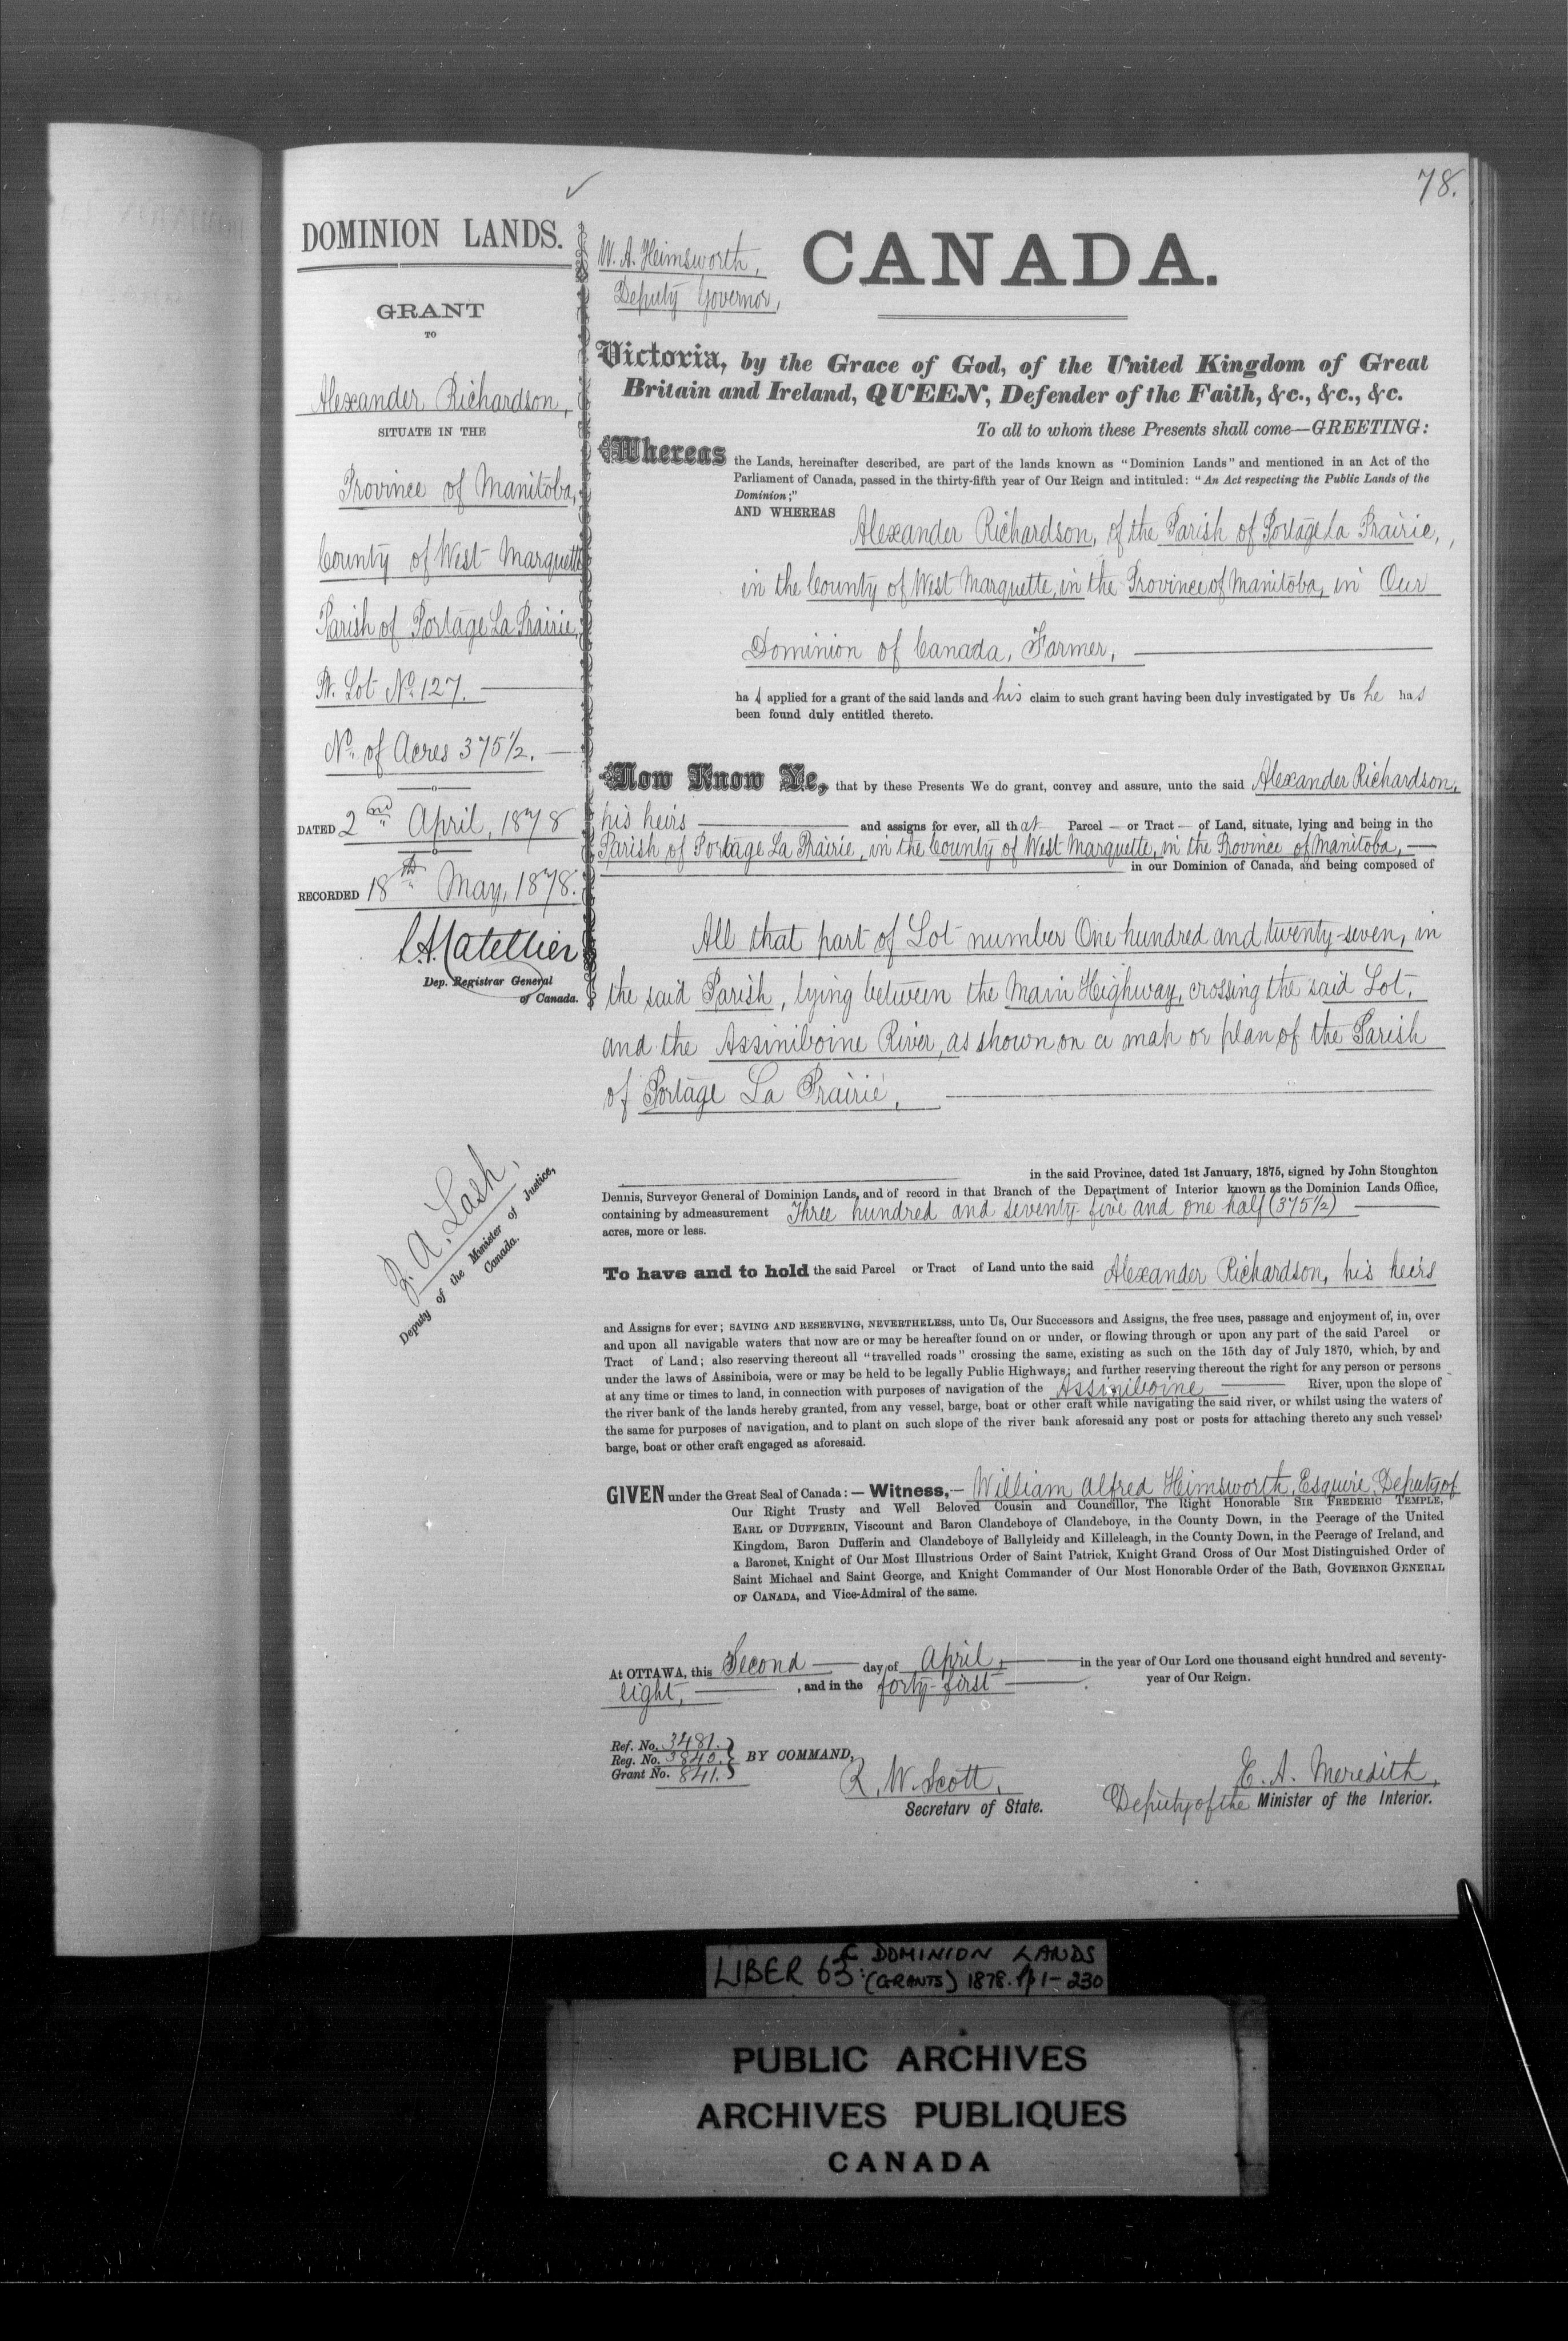 78.
DOMINION LANDS.
GRANT
TO
Alexander Richardson,
SITUATE IN THE
Province of Manitoba,
County of West Marquette
Parish of Portage La Prairie,
Pt. Lot No. 127.
No. of Acres 375 1/2.
DATED 2nd April, 1878
RECORDED 18th May, 1878.
Dep. Registrar General
of Canada.
Z. A. Lash,
Deputy of the Minister of Justice,
Canada.
W. A. Himsworth,
Deputy Governor,
CANADA.
Victoria, by the Grace of God, of the United Kingdom of Great
Britain and Ireland, QUEEN, Defender of the Faith, &c., &c., &c.
To all to whom these Presents shall come—GREETING:
Whereas the Lands, hereinafter described, are part of the lands known as "Dominion Lands" and mentioned in an Act of the
Parliament of Canada, passed in the thirty-fifth year of Our Reign and intituled: "An Act respecting the Public Lands of the
Dominion;"
AND WHEREAS Alexander Richardson, of the Parish of Portage La Prairie,
in the County of West Marquette, in the Province of Manitoba, in Our
Dominion of Canada, Farmer,
ha s applied for a grant of the said lands and his claim to such grant having been duly investigated by Us he has
been found duly entitled thereto.
Now Know Ye, that by these Presents We do grant, convey and assure, unto the said Alexander Richardson,
his heirs and assigns for ever, all that Parcel — or Tract — of Land, situate, lying and being in the
Parish of Portage La Prairie, in the County of West Marquette, in the Province of Manitoba,
in our Dominion of Canada, and being composed of
All that part of Lot number One hundred and twenty-seven, in
the said Parish, lying between the Main Highway, crossing the said Lot,
and the Assiniboine River, as shown on a map or plan of the Parish
of Portage La Prairie,
in the said Province, dated 1st January, 1875, signed by John Stoughton
Dennis, Surveyor General of Dominion Lands, and of record in that Branch of the Department of Interior known as the Dominion Lands Office,
containing by admeasurement Three hundred and seventy five and one half (375 1/2)
acres, more or less.
To have and to hold the said Parcel or Tract of Land unto the said Alexander Richardson, his heirs
and Assigns for ever; SAVING AND RESERVING, NEVERTHELESS, unto Us, Our Successors and Assigns, the free uses, passage and enjoyment of, in, over
and upon all navigable waters that now are or may be hereafter found on or under, or flowing through or upon any part of the said Parcel or
Tract of Land; also reserving thereout all "travelled roads" crossing the same, existing as such on the 15th day of July 1870, which, by and
under the laws of Assiniboia, were or may be held to be legally Public Highways; and further reserving thereout the right for any person or persons
at any time or times to land, in connection with purposes of navigation of the Assiniboine River, upon the slope of
the river bank of the lands hereby granted, from any vessel, barge, boat or other craft while navigating the said river, or whilst using the waters of
the same for purposes of navigation, and to plant on such slope of the river bank aforesaid any post or posts for attaching thereto any such vessel,
barge, boat or other craft engaged as aforesaid.
GIVEN under the Great Seal of Canada:—Witness,— William Alfred Himsworth, Esquire, Deputy of
Our Right Trusty and Well Beloved Cousin and Councillor, The Right Honorable SIR FREDERIC TEMPLE,
EARL OF DUFFERIN, Viscount and Baron Clandeboye of Clandeboye, in the County Down, in the Peerage of the United
Kingdom, Baron Dufferin and Clandeboye of Ballyleidy and Killeleagh, in the County Down, in the Peerage of Ireland, and
a Baronet, Knight of Our Most Illustrious Order of Saint Patrick, Knight Grand Cross of Our Most Distinguished Order of
Saint Michael and Saint George, and Knight Commander of Our Most Honorable Order of the Bath, GOVERNOR GENERAL
OF CANADA, and Vice-Admiral of the same.
At OTTAWA, this Second day of April, in the year of Our Lord one thousand eight hundred and seventy-
eight, , and in the forty-first year of Our Reign.
Ref. No. 3481.
Reg. No. 3840.
Grant No. 841.
BY COMMAND,
R. W. Scott,
Secretary of State.
E. A. Meredith,
Deputy of the Minister of the Interior.
LIBER 63 C DOMINION LANDS
(GRANTS) 1878. pp 1-230
PUBLIC ARCHIVES
ARCHIVES PUBLIQUES
CANADA